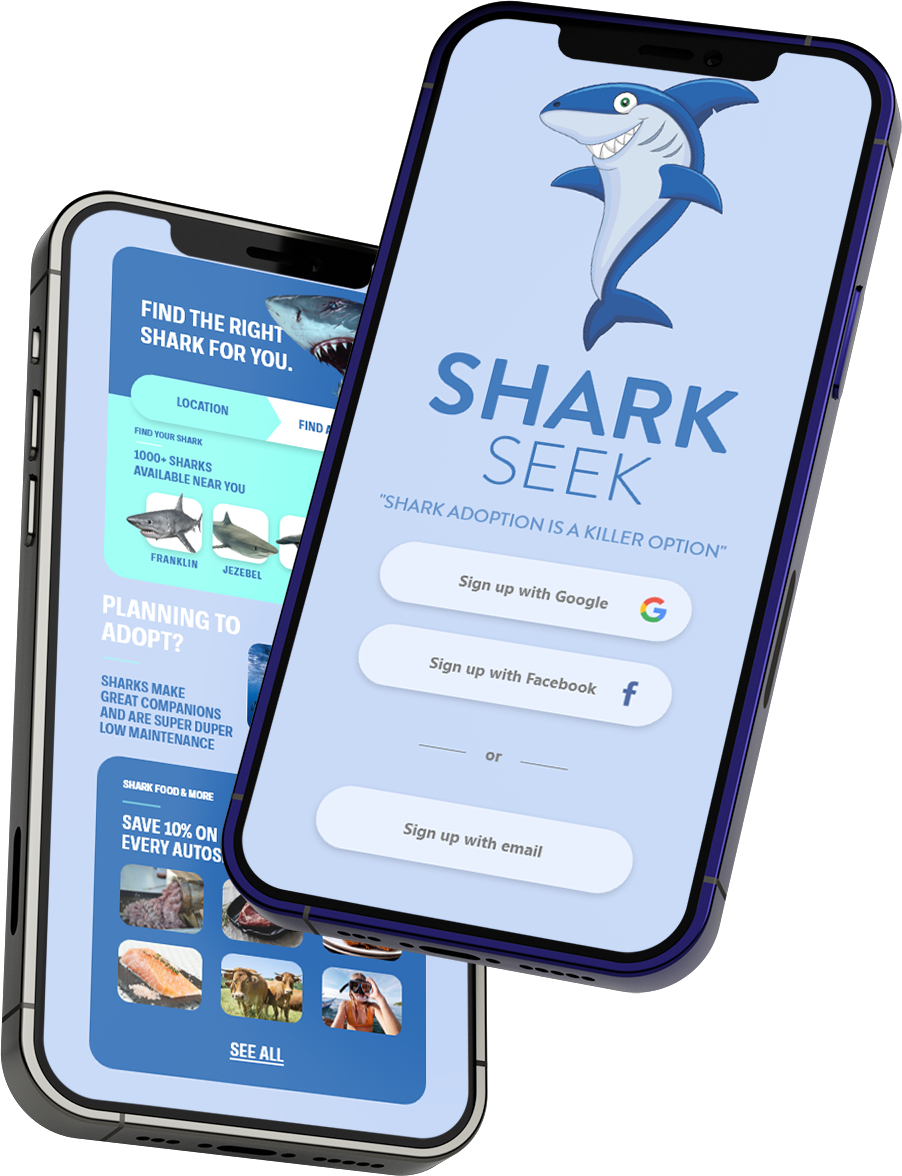 FIND THE RIGHT
SHARK FOR YOU.
LOCATION
FIND A
FIND YOUR SHARK
1000+ SHARKS
AVAILABLE NEAR YOU
FRANKLIN
JEZEBEL
PLANNING TO
ADOPT?
SHARKS MAKE
GREAT COMPANIONS
AND ARE SUPER DUPER
LOW MAINTENANCE
SHARK FOOD & MORE
SAVE 10% ON
EVERY AUTOS
SEE ALL
SHARK
SEEK
"SHARK ADOPTION IS A KILLER OPTION"
Sign up with Google
Sign up with Facebook
or
Sign up with email